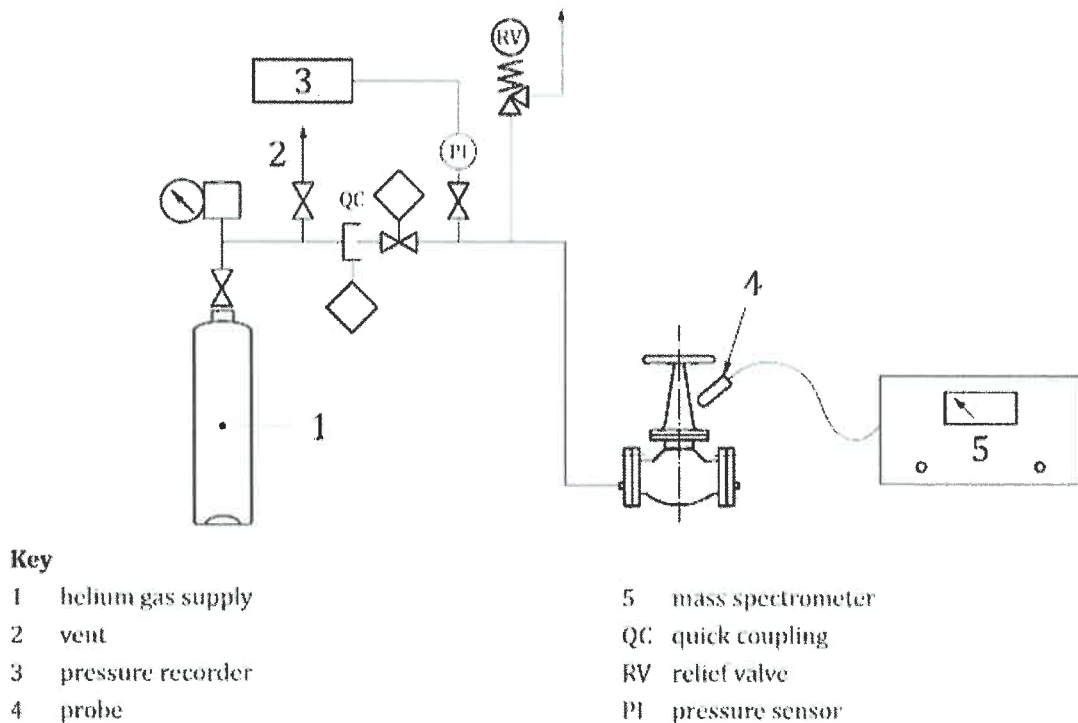 RV
3
PI
2
QC
4
5
1
Key
1 helium gas supply
2 vent
3 pressure recorder
4 probe
5 mass spectrometer
QC quick coupling
RV relief valve
PI pressure sensor